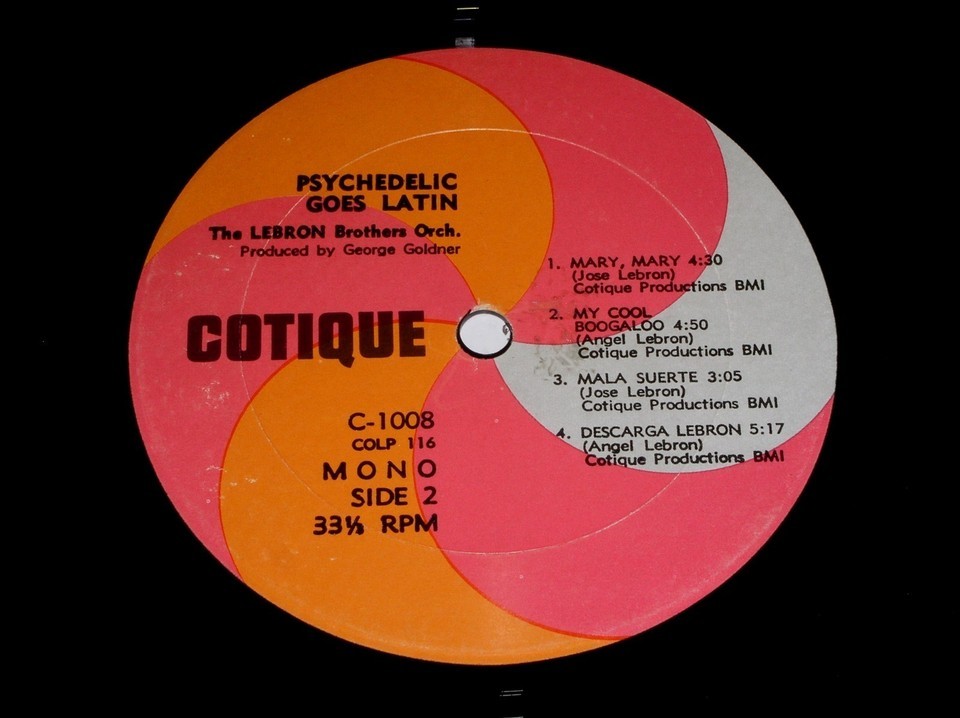 PSYCHEDELIC
GOES LATIN
The LEBRON Brothers Orch.
Produced by George Goldner
COTIQUE
C-1008
COLP 116
MONO
SIDE 2
33⅓ RPM
1. MARY, MARY 4:30
(Jose Lebron)
Cotique Productions BMI
2. MY COOL
BOOGALOO 4:50
(Angel Lebron)
Cotique Productions BMI
3. MALA SUERTE 3:05
(Jose Lebron)
Cotique Productions BMI
4. DESCARGA LEBRON 5:17
(Angel Lebron)
Cotique Productions BMI